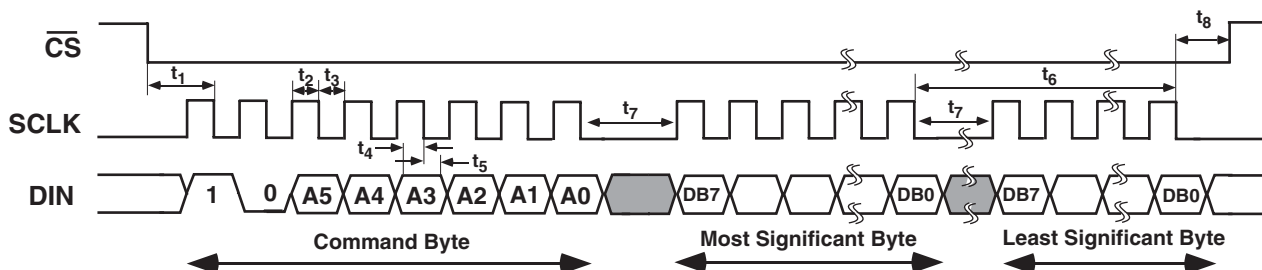 CS
t8
t1
t2 t3
t6
SCLK
t7
t7
t4
t5
DIN
1 0 A5 A4 A3 A2 A1 A0 DB7 DB0 DB7 DB0
Command Byte
Most Significant Byte
Least Significant Byte